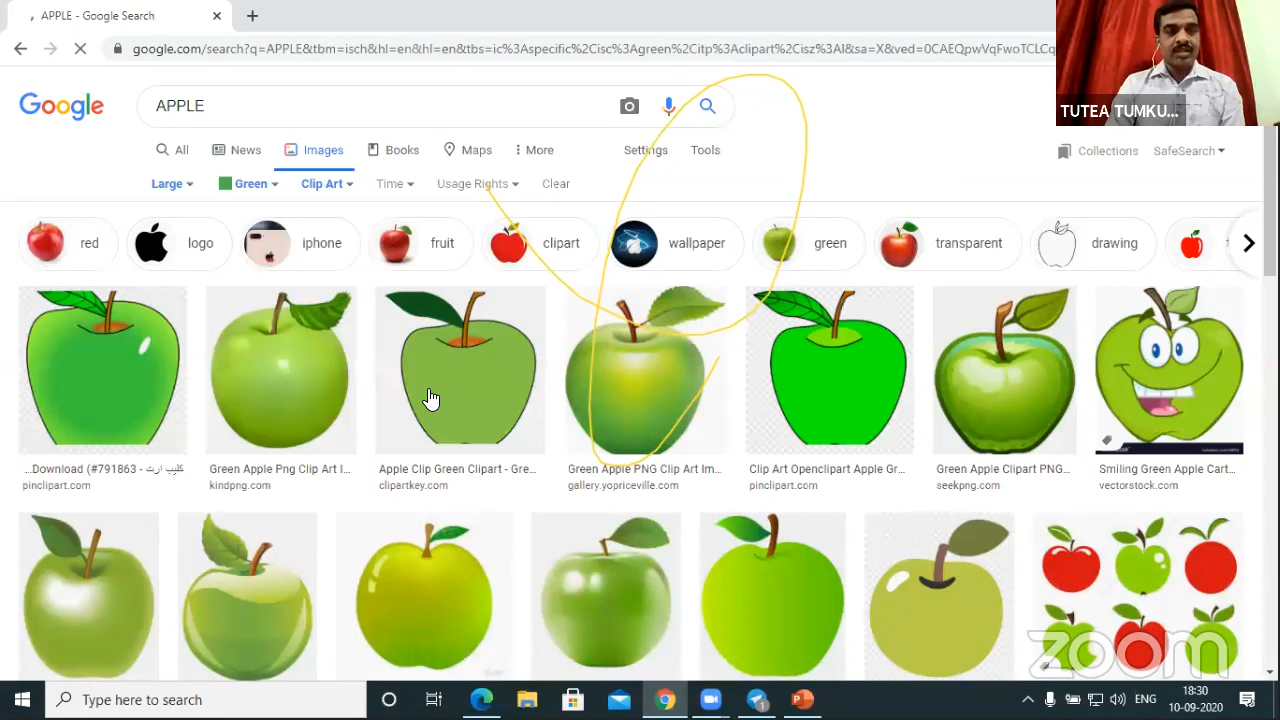 APPLE - Google Search
google.com/search?q=APPLE&tbm=isch&hl=en&hl=en&tbs=ic%3Aspecific%2Cisc%3Agreen%2Citp%3Aclipart%2Cisz%3Al&sa=X&ved=0CAEQpwVqFwoTCLCq
Google
APPLE
All News Images Books Maps More Settings Tools
Collections SafeSearch
Large Green Clip Art Time Usage Rights Clear
TUTEA TUMKU...
red logo iphone fruit clipart wallpaper green transparent drawing
...Download (#791863 - کلیپ ارت
pinclipart.com
Green Apple Png Clip Art I...
kindpng.com
Apple Clip Green Clipart - Gre...
clipartkey.com
Green Apple PNG Clip Art Im...
gallery.yopriceville.com
Clip Art Openclipart Apple Gr...
pinclipart.com
Green Apple Clipart PNG...
seekpng.com
Smiling Green Apple Cart...
vectorstock.com
zoom
Type here to search
ENG
18:30
10-09-2020